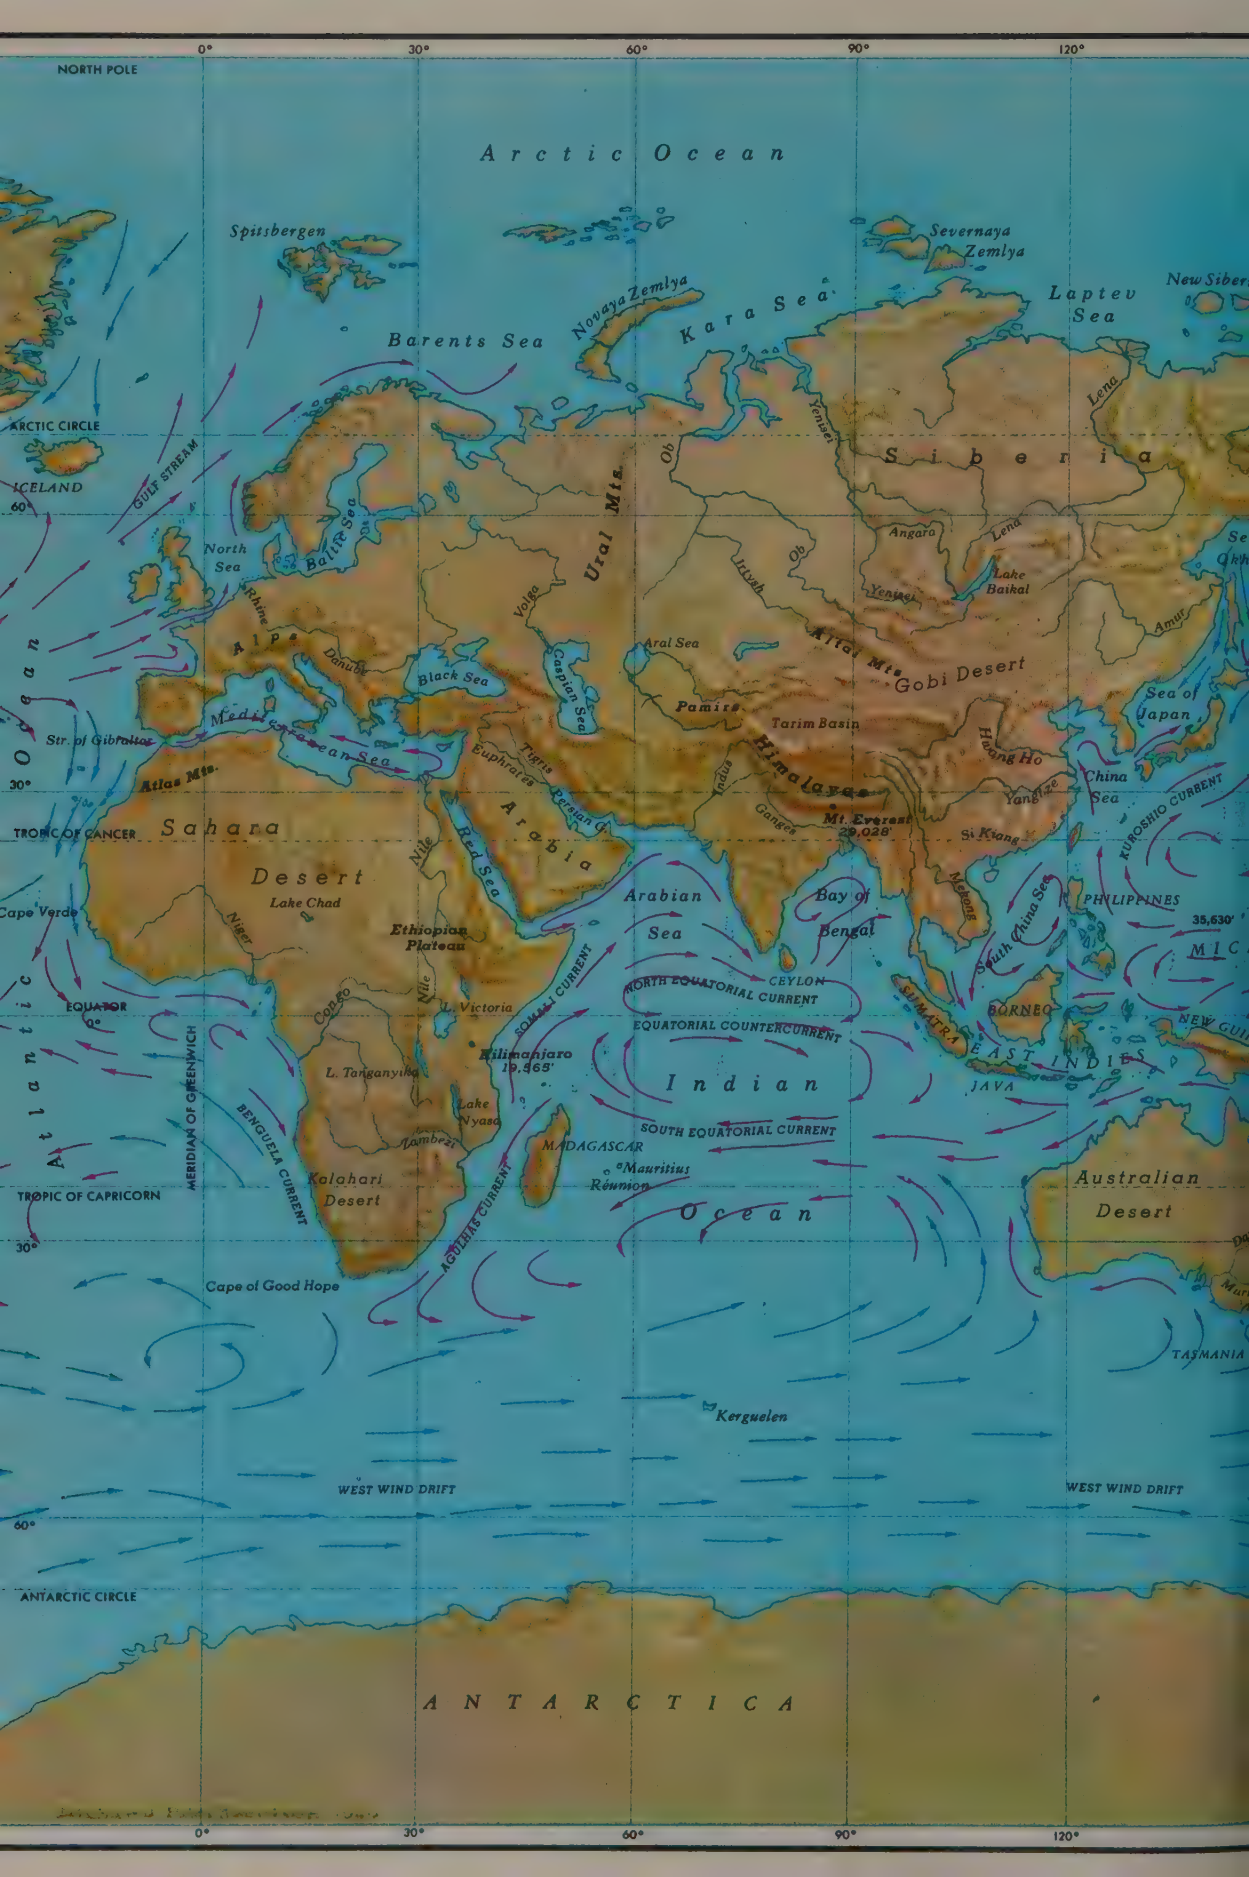 0°
30°
60°
90°
120°
NORTH POLE
Arctic Ocean
Spitsbergen
Severnaya
Zemlya
Novaya Zemlya
Kara Sea
Laptev
Sea
New Siber
Barents Sea
ARCTIC CIRCLE
ICELAND
GULF STREAM
60°
Lena
Yenisei
Ob
Siberia
Ural Mts.
North
Sea
Baltic Sea
Angara
Lena
Ob
Irtysh
Yenisei
Lake
Baikal
Se
Okh
Rhine
Volga
Amur
Alps
Danube
Aral Sea
Altai Mts.
Gobi Desert
Black Sea
Caspian Sea
Pamirs
Tarim Basin
Sea of
Japan
Ocean
Str. of Gibraltar
Mediterranean Sea
Atlas Mts.
Euphrates
Tigris
Persian G.
Indus
Himalayas
Hwang Ho
Yangtze
China
Sea
30°
KUROSHIO CURRENT
TROPIC OF CANCER
Sahara
Desert
Arabia
Ganges
Mt. Everest
29,028'
Si Kiang
Nile
Red Sea
Lake Chad
Arabian
Sea
Bay of
Bengal
Mekong
South China Sea
PHILIPPINES
Cape Verde
Niger
Ethiopian
Plateau
35,630'
MIC
SOMALI CURRENT
CEYLON
NORTH EQUATORIAL CURRENT
EQUATOR
0°
Congo
Nile
L. Victoria
SUMATRA
BORNEO
NEW GUI
EQUATORIAL COUNTERCURRENT
EAST INDIES
Kilimanjaro
19,565'
L. Tanganyika
Indian
JAVA
Atlantic
MERIDIAN OF GREENWICH
BENGUELA CURRENT
Lake
Nyasa
Zambezi
SOUTH EQUATORIAL CURRENT
MADAGASCAR
Mauritius
Réunion
Kalahari
Desert
Australian
Desert
TROPIC OF CAPRICORN
AGULHAS CURRENT
Ocean
30°
Da
Mur
Cape of Good Hope
TASMANIA
Kerguelen
WEST WIND DRIFT
WEST WIND DRIFT
60°
ANTARCTIC CIRCLE
ANTARCTICA
0°
30°
60°
90°
120°